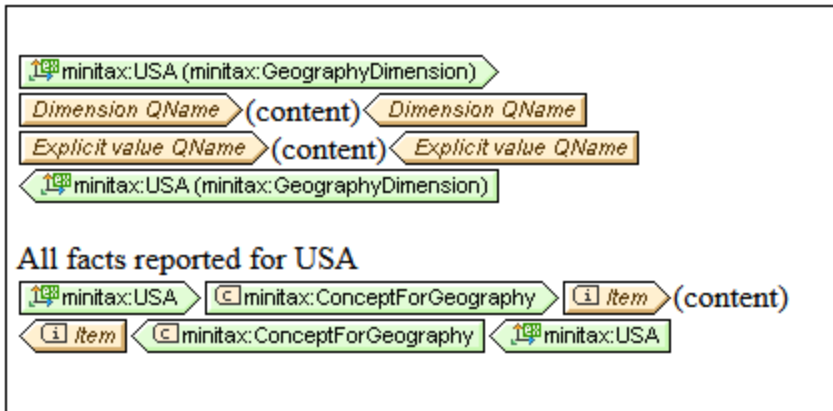 minitax:USA (minitax:GeographyDimension)
Dimension QName (content) Dimension QName
Explicit value QName (content) Explicit value QName
minitax:USA (minitax:GeographyDimension)
All facts reported for USA
minitax:USA C minitax:ConceptForGeography i Item (content)
i Item C minitax:ConceptForGeography minitax:USA